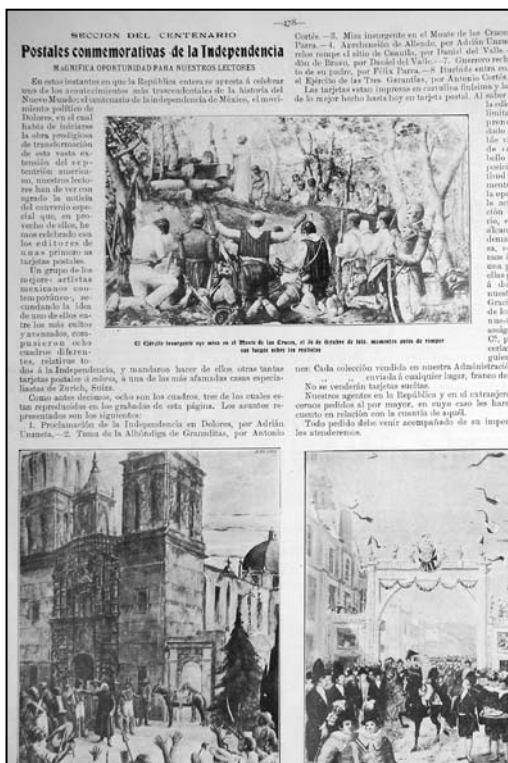 —478—
SECCION DEL CENTENARIO
Postales conmemorativas de la Independencia
MAGNÍFICA OPORTUNIDAD PARA NUESTROS LECTORES
En estos instantes en que la República entera se apresta á celebrar
uno de los acontecimientos más trascendentales de la historia del
Nuevo Mundo: el centenario de la independencia de México, el movi-
miento político de
Dolores, en el cual
había de iniciarse
la obra prodigiosa
de transformación
de esta vasta ex-
tensión del sep-
tentrión america-
no, nuestros lecto-
res han de ver con
agrado la noticia
del convenio espe-
cial que, en pro-
vecho de ellos, he-
mos celebrado con
los editores de
unas primorosas
tarjetas postales.
Un grupo de los
mejores artistas
mexicanos con-
temporáneos, se-
cundando la idea
de uno de ellos en-
tre los más cultos
y avanzados, com-
pusieron ocho
cuadros diferen-
tes, relativos to-
dos á la Independencia, y mandaron hacer de ellos otras tantas
tarjetas postales á colores, á una de las más afamadas casas especia-
listas de Zurich, Suiza.
Como antes decimos, ocho son los cuadros, tres de los cuales es-
tán reproducidos en los grabados de esta página. Los asuntos re-
presentados son los siguientes:
1. Proclamación de la Independencia en Dolores, por Adrián
Unzueta.—2. Toma de la Alhóndiga de Granaditas, por Antonio
Cortés.—3. Misa insurgente en el Monte de las Cruces
Parra.—4. Aprehensión de Allende, por Adrián Unzue
relos rompe el sitio de Cuautla, por Daniel del Valle.
dón de Bravo, por Daniel del Valle.—7. Guerrero rech
to de su padre, por Félix Parra.—8 Iturbide entra en
el Ejército de las Tres Garantías, por Antonio Cortés.
Las tarjetas están impresas en cartulina finísima y la
de lo mejor hecho hasta hoy en tarjeta postal. Al saber
El Ejército insurgente oye misa en el Monte de las Cruces, el 30 de Octubre de 1810, momentos antes de romper
sus fuegos sobre los realistas
nes: Cada colección vendida en nuestra Administració
„ „ enviada á cualquier lugar, franco de
No se venderán tarjetas sueltas.
Nuestros agentes en la República y en el extranjer
cernos pedidos al por mayor, en cuyo caso les hare
cuento en relación con la cuantía de aquél.
Todo pedido debe venir acompañado de su impor
les atenderemos.